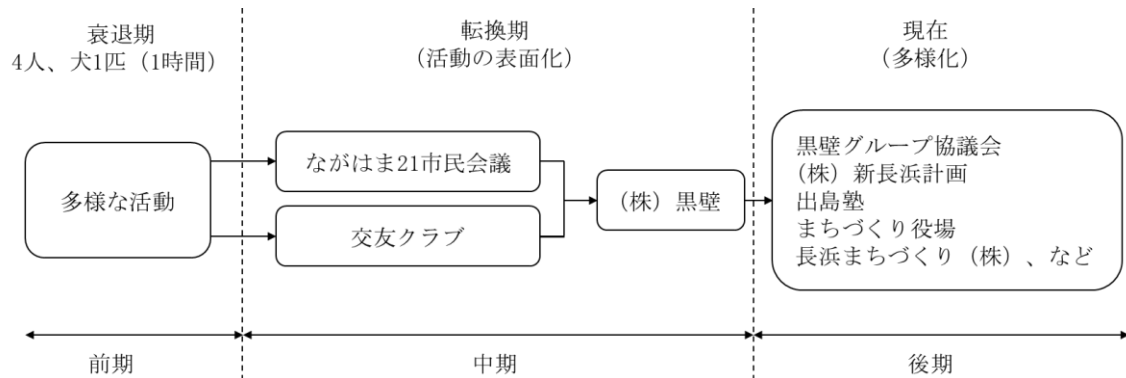 衰退期
4人、犬1匹（1時間）
転換期
（活動の表面化）
現在
（多様化）
多様な活動
ながはま21市民会議
交友クラブ
（株）黒壁
黒壁グループ協議会
（株）新長浜計画
出島塾
まちづくり役場
長浜まちづくり（株）、など
前期
中期
後期